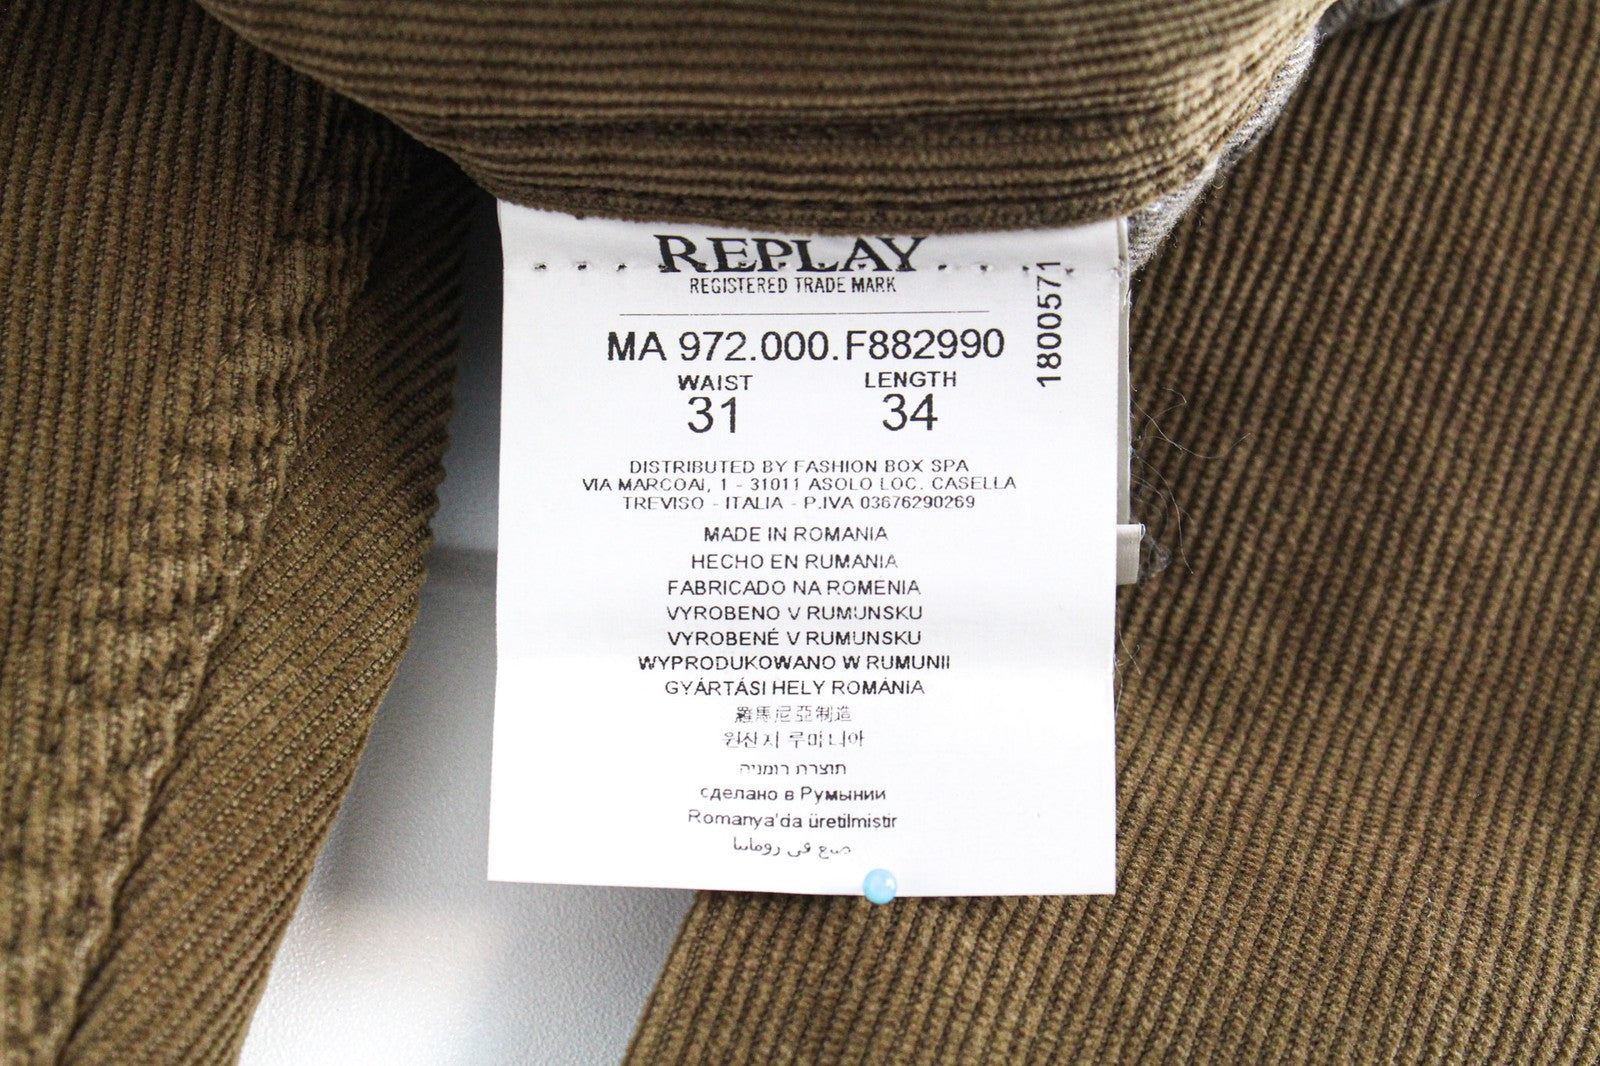 REPLAY
REGISTERED TRADE MARK
MA 972.000.F882990
WAIST LENGTH
31 34
1800571
DISTRIBUTED BY FASHION BOX SPA
VIA MARCOAI, 1 - 31011 ASOLO LOC. CASELLA
TREVISO - ITALIA - P.IVA 03676290269
MADE IN ROMANIA
HECHO EN RUMANIA
FABRICADO NA ROMENIA
VYROBENO V RUMUNSKU
VYROBENÉ V RUMUNSKU
WYPRODUKOWANO W RUMUNII
GYÁRTÁSI HELY ROMÁNIA
羅馬尼亞制造
원산지 루마니아
תוצרת רומניה
сделано в Румынии
Romanya'da üretilmistir
صنع في رومانيا